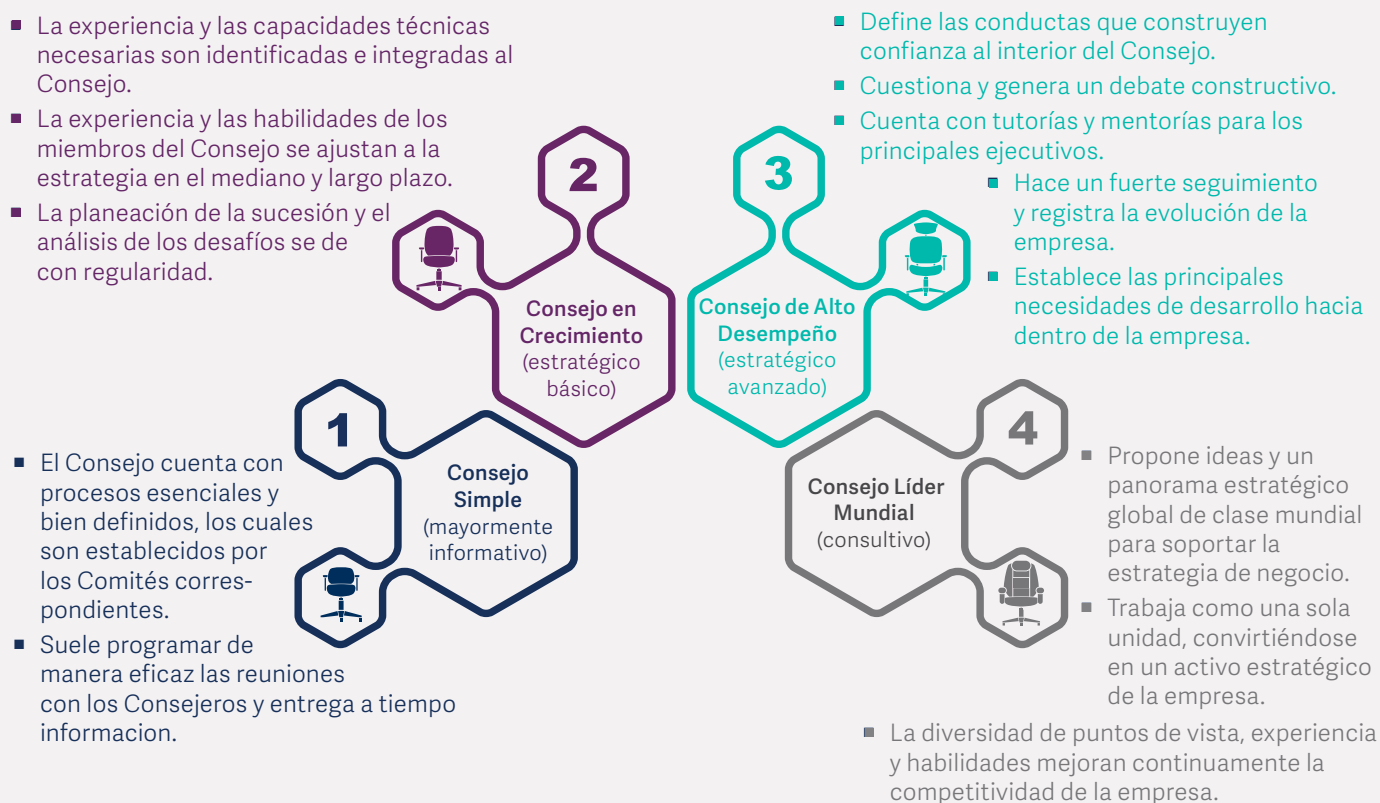 La experiencia y las capacidades técnicas
necesarias son identificadas e integradas al
Consejo.
La experiencia y las habilidades de los
miembros del Consejo se ajustan a la
estrategia en el mediano y largo plazo.
La planeación de la sucesión y el
análisis de los desafíos se de
con regularidad.
2
Consejo en
Crecimiento
(estratégico
básico)
Define las conductas que construyen
confianza al interior del Consejo.
Cuestiona y genera un debate constructivo.
Cuenta con tutorías y mentorías para los
principales ejecutivos.
Hace un fuerte seguimiento
y registra la evolución de la
empresa.
Establece las principales
necesidades de desarrollo hacia
dentro de la empresa.
3
Consejo de Alto
Desempeño
(estratégico
avanzado)
1
Consejo
Simple
(mayormente
informativo)
El Consejo cuenta con
procesos esenciales y
bien definidos, los cuales
son establecidos por
los Comités corres-
pondientes.
Suele programar de
manera eficaz las reuniones
con los Consejeros y entrega a tiempo
informacion.
4
Consejo Líder
Mundial
(consultivo)
Propone ideas y un
panorama estratégico
global de clase mundial
para soportar la
estrategia de negocio.
Trabaja como una sola
unidad, convirtiéndose
en un activo estratégico
de la empresa.
La diversidad de puntos de vista, experiencia
y habilidades mejoran continuamente la
competitividad de la empresa.